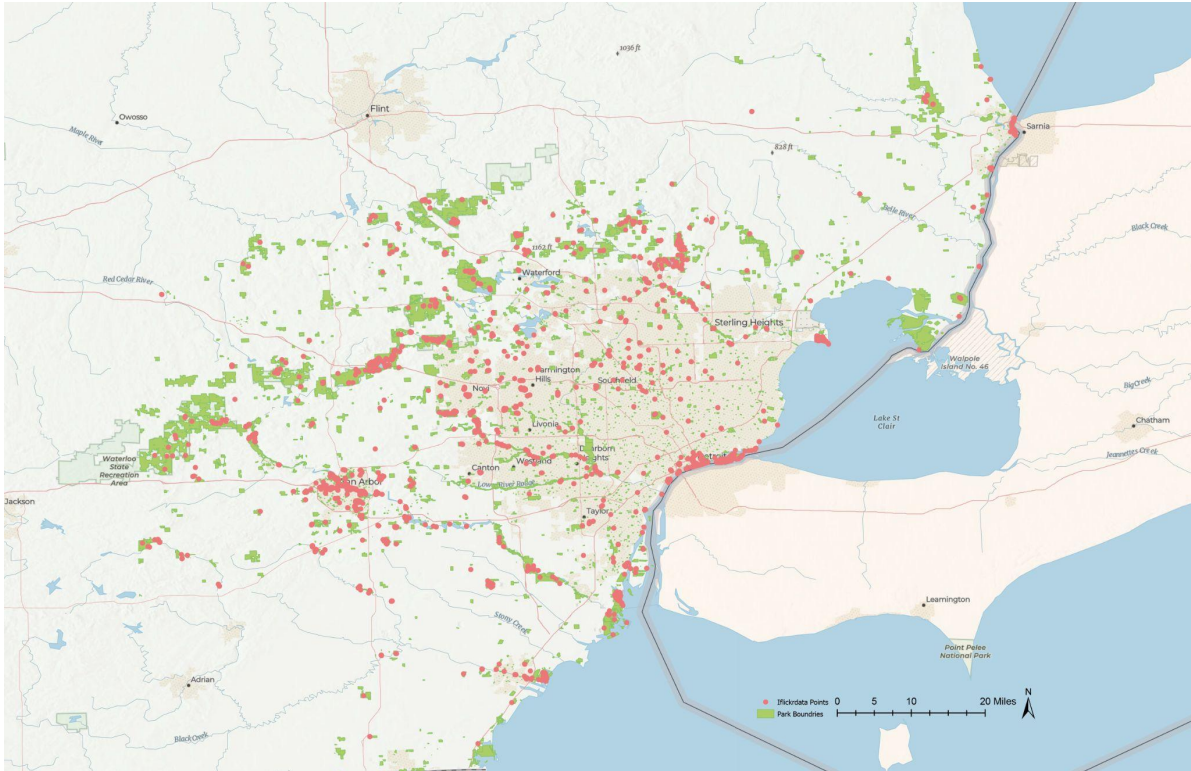 1036 ft
Flint
Owosso
Maple River
Sarnia
828 ft
Belle River
Black Creek
1162 ft
Waterford
Red Cedar River
Sterling Heights
Walpole
Island No. 46
Farmington
Hills
Southfield
Novi
Big Creek
Lake St
Clair
Chatham
Livonia
Jeannettes Creek
Dearborn
Heights
Detroit
Westland
Canton
Waterloo
State
Recreation
Area
Ann Arbor
Lower River Rouge
Jackson
Taylor
Leamington
Stony Creek
Point Pelee
National Park
Adrian
Black Creek
Iflickrdata Points
Park Boundries
0 5 10 20 Miles
N